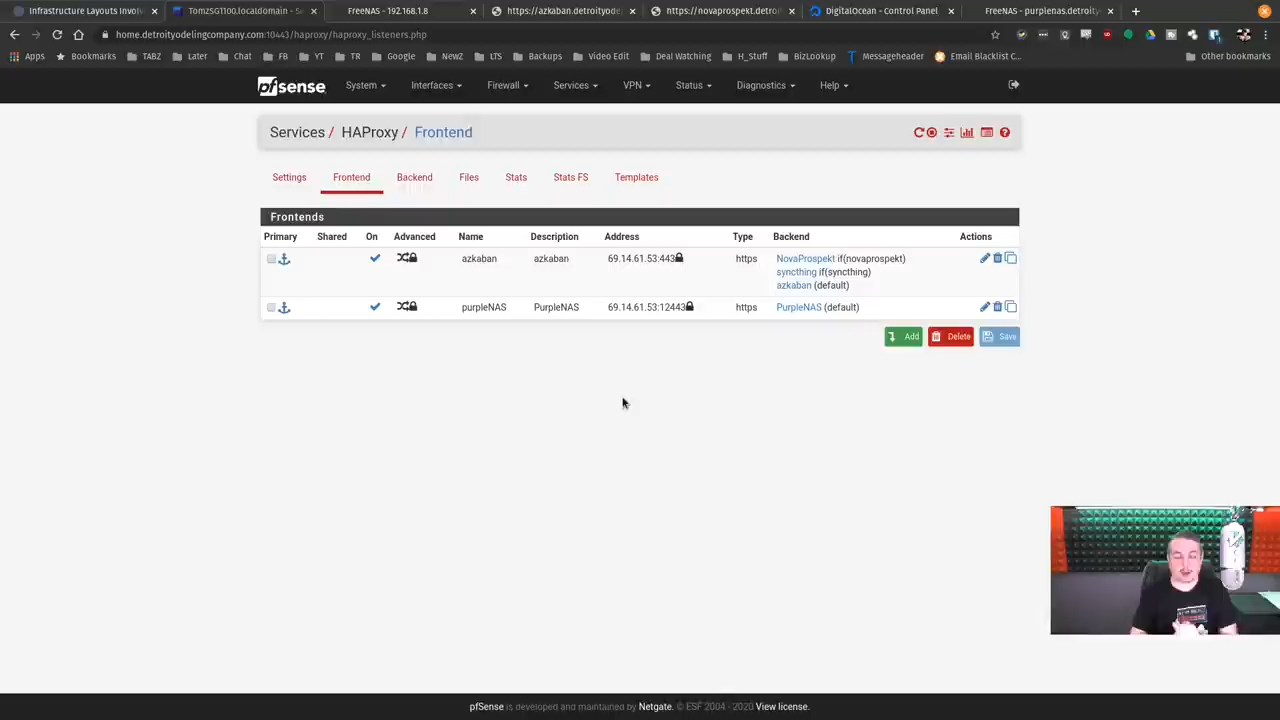 Infrastructure Layouts Involv
TomzSG1100.localdomain - Se
FreeNAS - 192.168.1.8
https://azkaban.detroityodel
https://novaprospekt.detroi
DigitalOcean - Control Panel
FreeNAS - purplenas.detroity
home.detroityodelingcompany.com:10443/haproxy/haproxy_listeners.php
Apps Bookmarks TABZ Later Chat FB YT TR Google NewZ LTS Backups Video Edit Deal Watching H_Stuff BizLookup Messageheader Email Blacklist C... Other bookmarks
pfsense System Interfaces Firewall Services VPN Status Diagnostics Help
Services / HAProxy / Frontend
Settings Frontend Backend Files Stats Stats FS Templates
Frontends
Primary Shared On Advanced Name Description Address Type Backend Actions
azkaban azkaban 69.14.61.53:443 https NovaProspekt if(novaprospekt)
syncthing if(syncthing)
azkaban (default)
purpleNAS PurpleNAS 69.14.61.53:12443 https PurpleNAS (default)
Add Delete Save
pfSense is developed and maintained by Netgate. © ESF 2004 - 2020 View license.